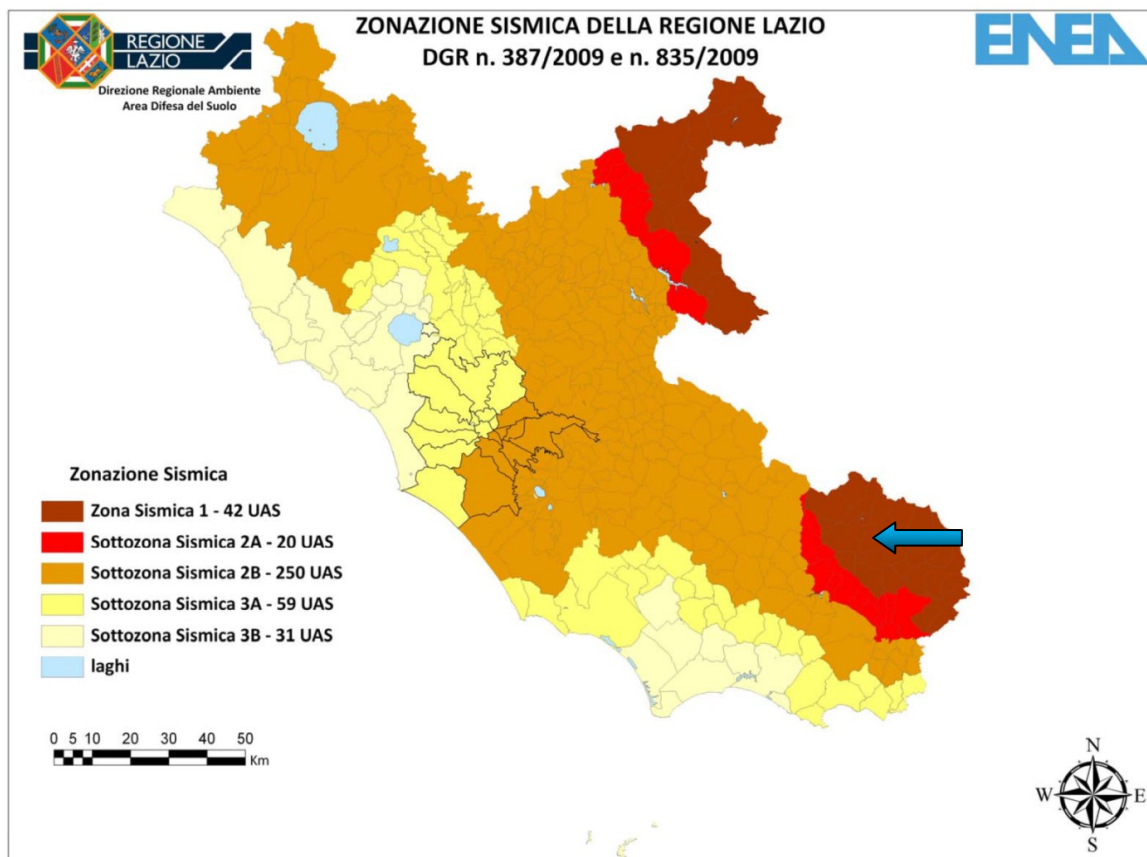 ZONAZIONE SISMICA DELLA REGIONE LAZIO
DGR n. 387/2009 e n. 835/2009
REGIONE
LAZIO
Direzione Regionale Ambiente
Area Difesa del Suolo
ENEA
Zonazione Sismica
Zona Sismica 1 - 42 UAS
Sottozona Sismica 2A - 20 UAS
Sottozona Sismica 2B - 250 UAS
Sottozona Sismica 3A - 59 UAS
Sottozona Sismica 3B - 31 UAS
laghi
0 5 10 20 30 40 50
Km
N
W E
S